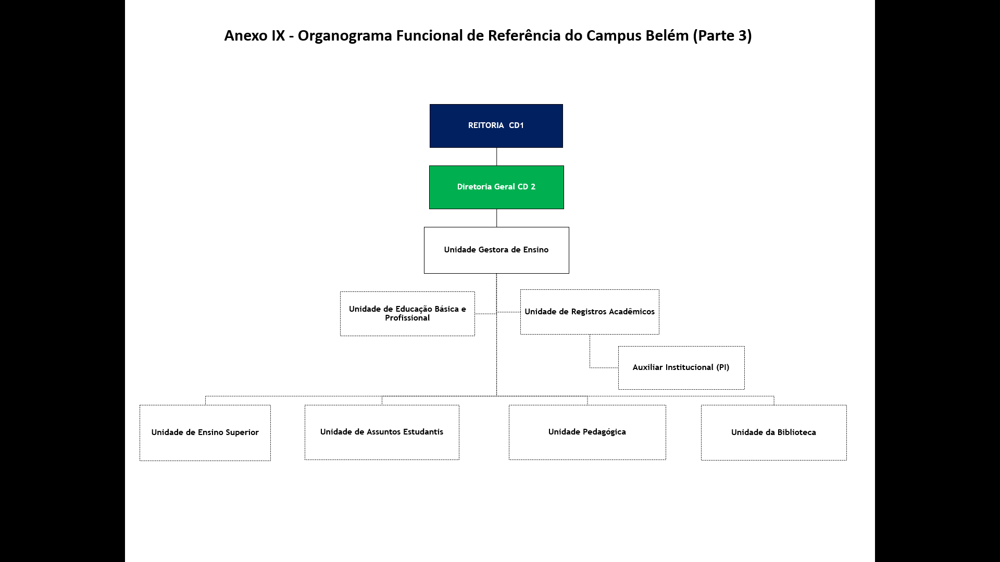 Anexo IX - Organograma Funcional de Referência do Campus Belém (Parte 3)
REITORIA  CD1
Diretoria Geral CD 2
Unidade Gestora de Ensino
Unidade de Educação Básica e
Profissional
Unidade de Registros Acadêmicos
Auxiliar Institucional (PI)
Unidade de Ensino Superior
Unidade de Assuntos Estudantis
Unidade Pedagógica
Unidade da Biblioteca